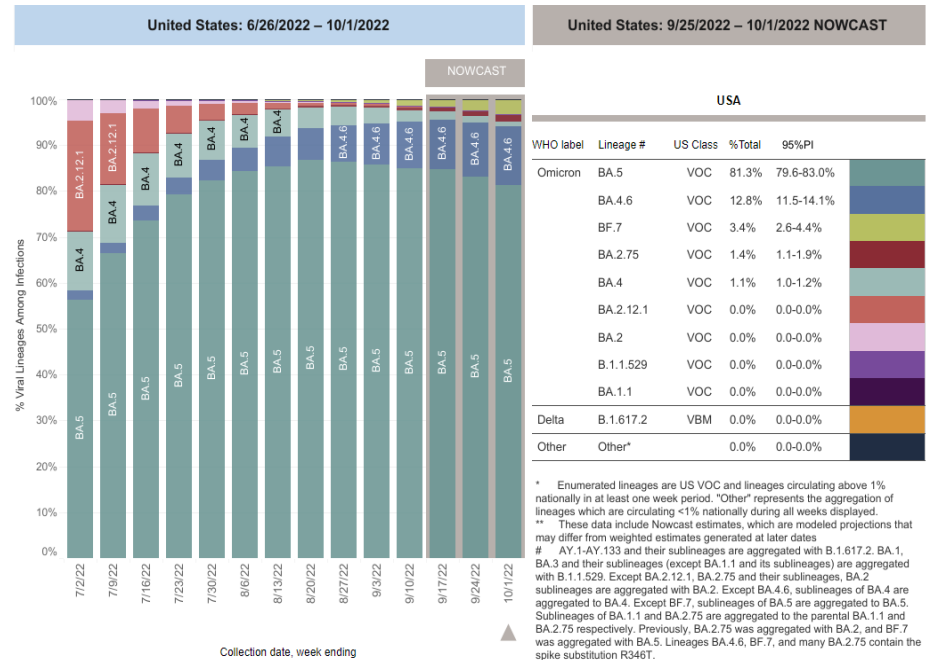 United States: 6/26/2022 – 10/1/2022
United States: 9/25/2022 – 10/1/2022 NOWCAST
NOWCAST
% Viral Lineages Among Infections
100%
90%
80%
70%
60%
50%
40%
30%
20%
10%
0%
BA.2.12.1
BA.4
BA.5
BA.2.12.1
BA.4
BA.5
BA.4
BA.5
BA.4
BA.5
BA.4
BA.5
BA.4
BA.5
BA.4
BA.5
BA.5
BA.4.6
BA.5
BA.4.6
BA.5
BA.4.6
BA.5
BA.4.6
BA.5
BA.4.6
BA.5
BA.4.6
BA.5
7/2/22
7/9/22
7/16/22
7/23/22
7/30/22
8/6/22
8/13/22
8/20/22
8/27/22
9/3/22
9/10/22
9/17/22
9/24/22
10/1/22
Collection date, week ending
USA
WHO label Lineage # US Class %Total 95%PI
Omicron BA.5 VOC 81.3% 79.6-83.0%
BA.4.6 VOC 12.8% 11.5-14.1%
BF.7 VOC 3.4% 2.6-4.4%
BA.2.75 VOC 1.4% 1.1-1.9%
BA.4 VOC 1.1% 1.0-1.2%
BA.2.12.1 VOC 0.0% 0.0-0.0%
BA.2 VOC 0.0% 0.0-0.0%
B.1.1.529 VOC 0.0% 0.0-0.0%
BA.1.1 VOC 0.0% 0.0-0.0%
Delta B.1.617.2 VBM 0.0% 0.0-0.0%
Other Other* 0.0% 0.0-0.0%
* Enumerated lineages are US VOC and lineages circulating above 1%
nationally in at least one week period. "Other" represents the aggregation of
lineages which are circulating <1% nationally during all weeks displayed.
** These data include Nowcast estimates, which are modeled projections that
may differ from weighted estimates generated at later dates
# AY.1-AY.133 and their sublineages are aggregated with B.1.617.2. BA.1,
BA.3 and their sublineages (except BA.1.1 and its sublineages) are aggregated
with B.1.1.529. Except BA.2.12.1, BA.2.75 and their sublineages, BA.2
sublineages are aggregated with BA.2. Except BA.4.6, sublineages of BA.4 are
aggregated to BA.4. Except BF.7, sublineages of BA.5 are aggregated to BA.5.
Sublineages of BA.1.1 and BA.2.75 are aggregated to the parental BA.1.1 and
BA.2.75 respectively. Previously, BA.2.75 was aggregated with BA.2, and BF.7
was aggregated with BA.5. Lineages BA.4.6, BF.7, and many BA.2.75 contain the
spike substitution R346T.